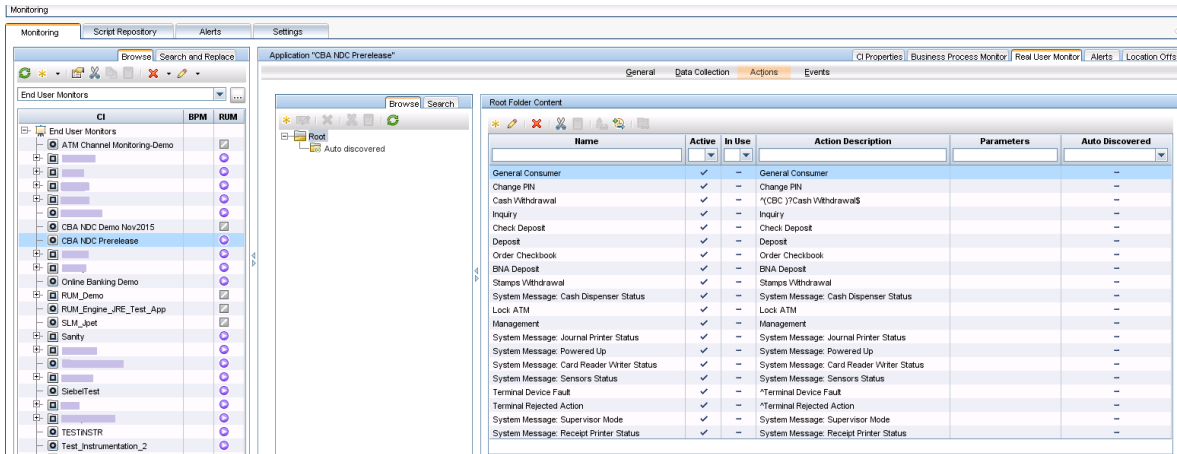 Monitoring
Monitoring Script Repository Alerts Settings
Browse Search and Replace
Application "CBA NDC Prerelease"
CI Properties Business Process Monitor Real User Monitor Alerts Location Offs
General Data Collection Actions Events
End User Monitors ...
CI BPM RUM
End User Monitors
ATM Channel Monitoring-Demo
CBA NDC Demo Nov2015
CBA NDC Prerelease
Online Banking Demo
RUM_Demo
RUM_Engine_JRE_Test_App
SLM_Jpet
Sanity
SiebelTest
TESTINSTR
Test_Instrumentation_2
Browse Search
Root
Auto discovered
Root Folder Content
Name Active In Use Action Description Parameters Auto Discovered
General Consumer General Consumer
Change PIN Change PIN
Cash Withdrawal ^(CBC )?Cash Withdrawal$
Inquiry Inquiry
Check Deposit Check Deposit
Deposit Deposit
Order Checkbook Order Checkbook
BNA Deposit BNA Deposit
Stamps Withdrawal Stamps Withdrawal
System Message: Cash Dispenser Status System Message: Cash Dispenser Status
Lock ATM Lock ATM
Management Management
System Message: Journal Printer Status System Message: Journal Printer Status
System Message: Powered Up System Message: Powered Up
System Message: Card Reader Writer Status System Message: Card Reader Writer Status
System Message: Sensors Status System Message: Sensors Status
Terminal Device Fault ^Terminal Device Fault
Terminal Rejected Action ^Terminal Rejected Action
System Message: Supervisor Mode System Message: Supervisor Mode
System Message: Receipt Printer Status System Message: Receipt Printer Status